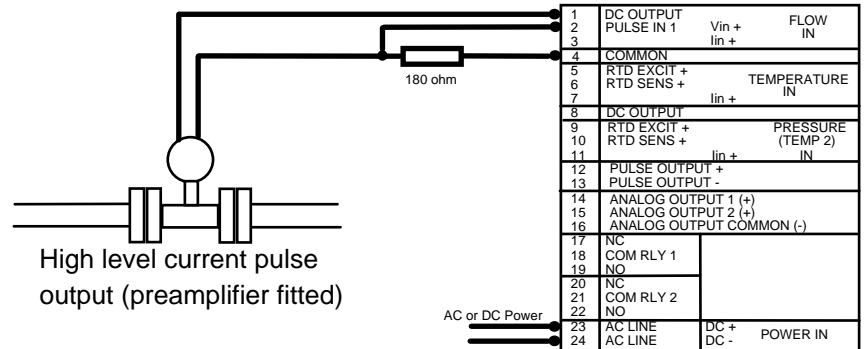 1 DC OUTPUT FLOW
2 PULSE IN 1 Vin + IN
3 Iin +
4 COMMON
180 ohm
5 RTD EXCIT +
6 RTD SENS + TEMPERATURE
7 Iin + IN
8 DC OUTPUT
9 RTD EXCIT + PRESSURE
10 RTD SENS + (TEMP 2)
11 Iin + IN
12 PULSE OUTPUT +
13 PULSE OUTPUT -
14 ANALOG OUTPUT 1 (+)
15 ANALOG OUTPUT 2 (+)
16 ANALOG OUTPUT COMMON (-)
17 NC
18 COM RLY 1
19 NO
20 NC
21 COM RLY 2
22 NO
High level current pulse
output (preamplifier fitted)
AC or DC Power
23 AC LINE DC + POWER IN
24 AC LINE DC -